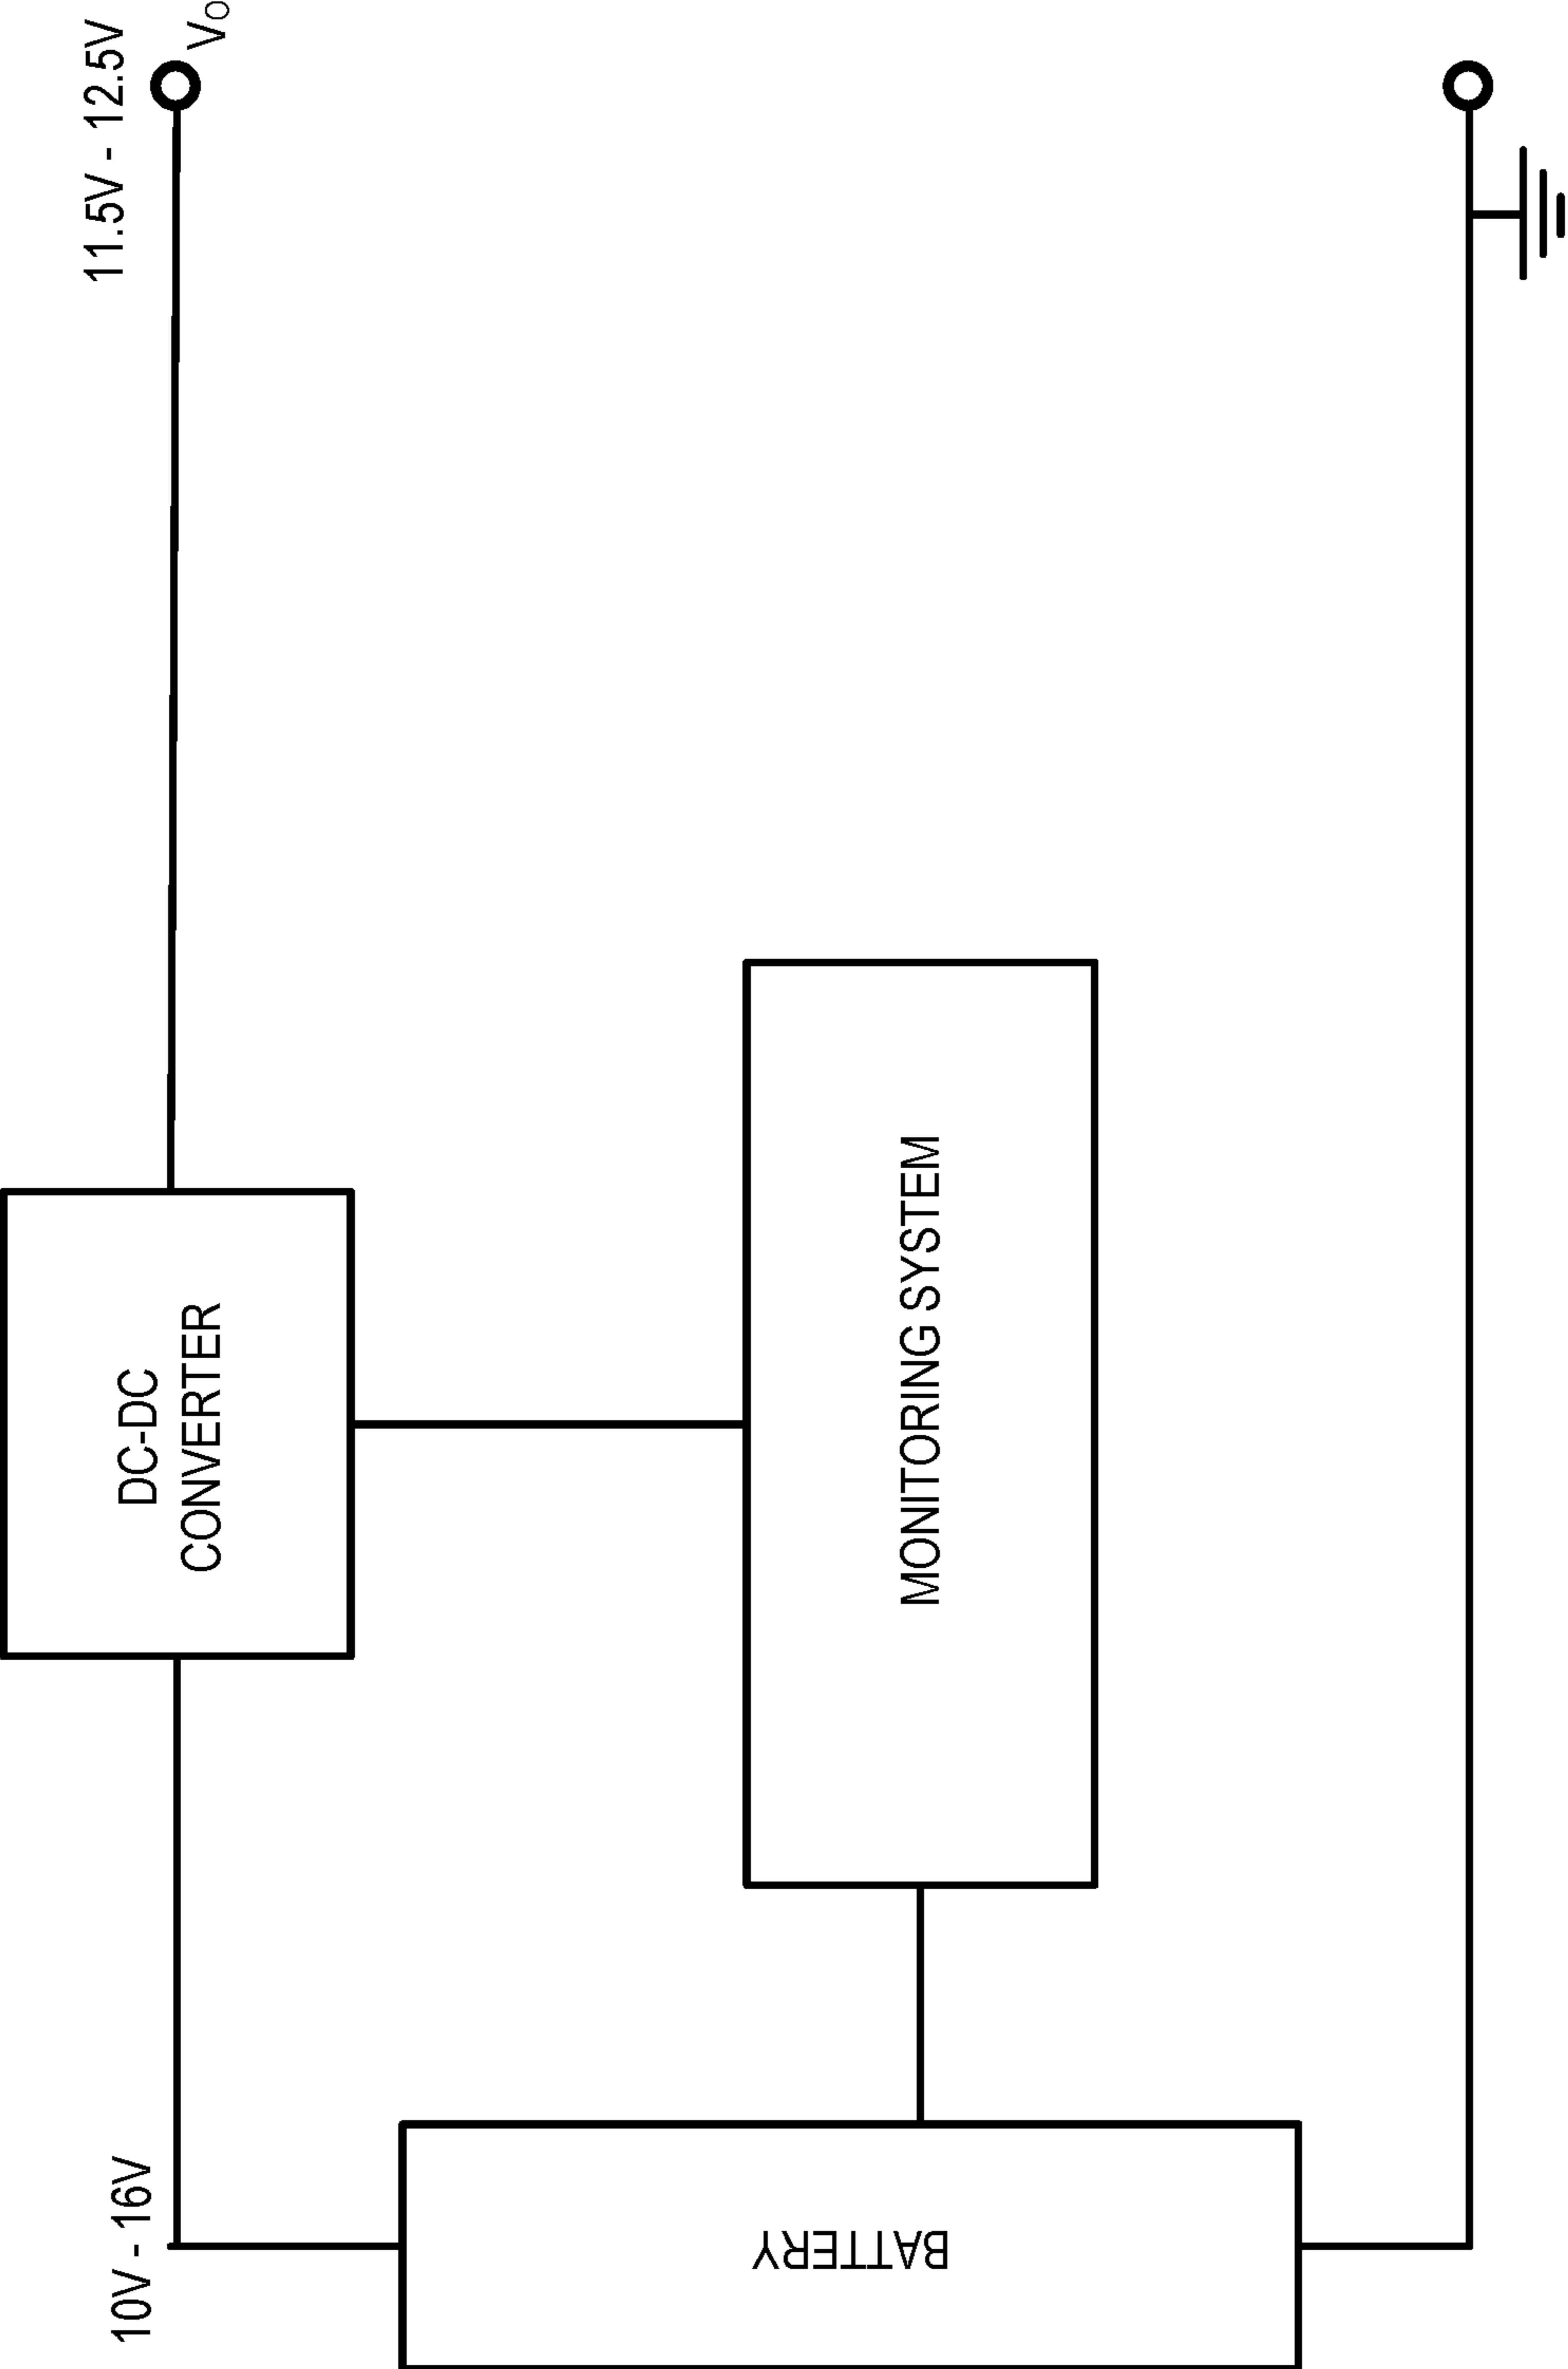 10V - 16V
11.5V - 12.5V
VO
DC-DC
CONVERTER
MONITORING SYSTEM
BATTERY